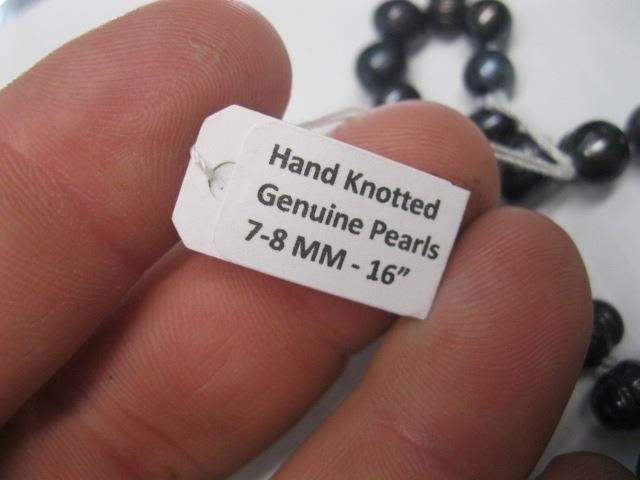 Hand Knotted
Genuine Pearls
7-8 MM - 16”